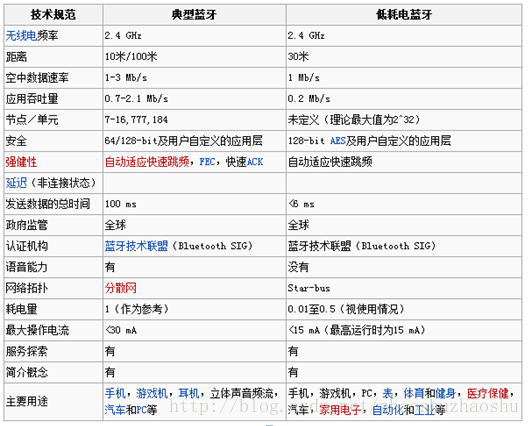 技术规范 典型蓝牙 低耗电蓝牙
无线电频率 2.4 GHz 2.4 GHz
距离 10米/100米 30米
空中数据速率 1-3 Mb/s 1 Mb/s
应用吞吐量 0.7-2.1 Mb/s 0.2 Mb/s
节点／单元 7-16,777,184 未定义（理论最大值为2^32）
安全 64/128-bit及用户自定义的应用层 128-bit AES及用户自定义的应用层
强健性 自动适应快速跳频，FEC，快速ACK 自动适应快速跳频
延迟（非连接状态）
发送数据的总时间 100 ms <6 ms
政府监管 全球 全球
认证机构 蓝牙技术联盟（Bluetooth SIG） 蓝牙技术联盟（Bluetooth SIG）
语音能力 有 没有
网络拓扑 分散网 Star-bus
耗电量 1（作为参考） 0.01至0.5（视使用情况）
最大操作电流 <30 mA <15 mA（最高运行时为15 mA）
服务探索 有 有
简介概念 有 有
主要用途 手机，游戏机，耳机，立体声音频流，汽车和PC等 手机，游戏机，PC，表，体育和健身，医疗保健，汽车，家用电子，自动化和工业等